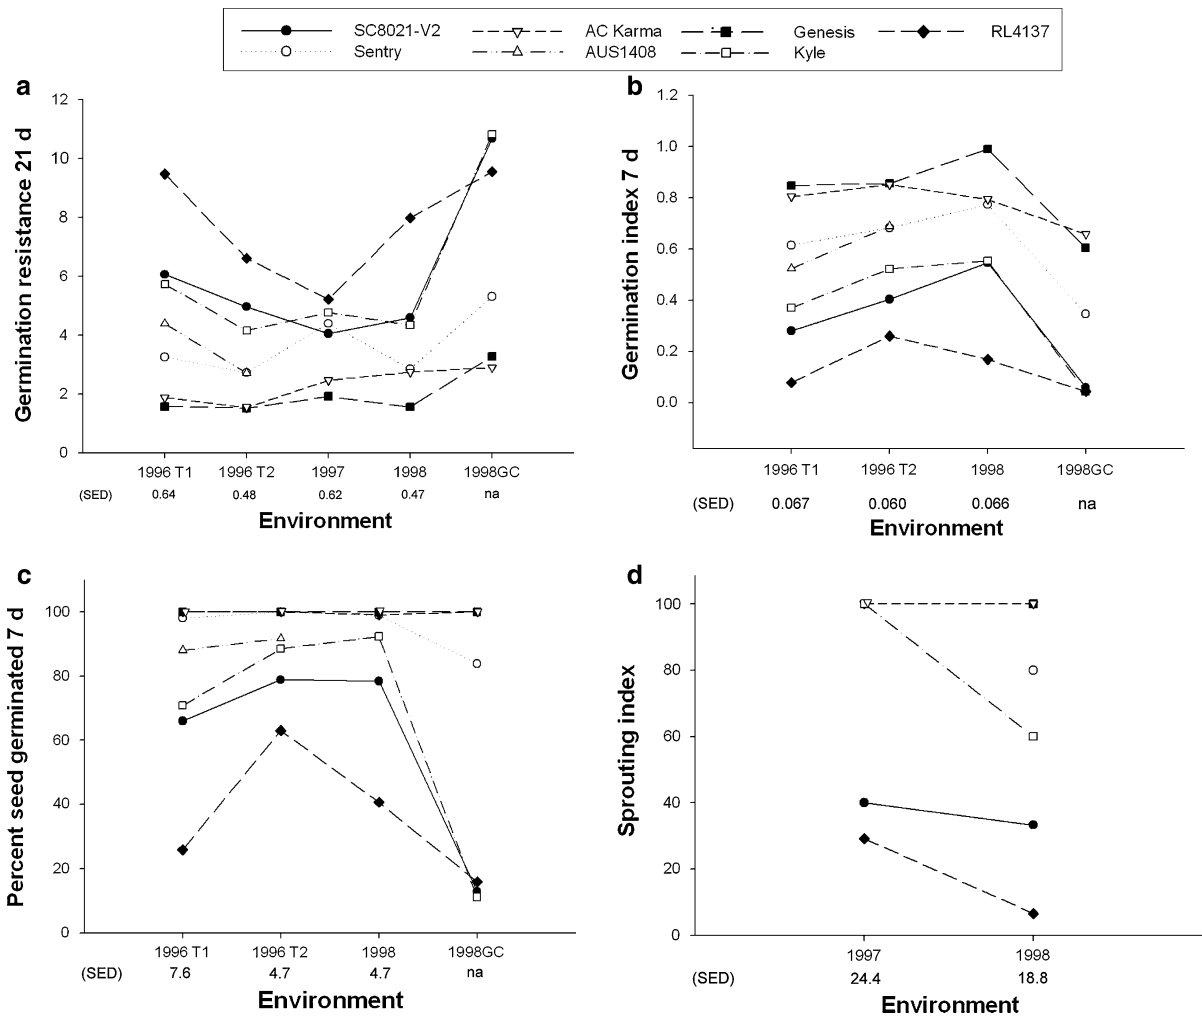 SC8021-V2 AC Karma Genesis RL4137
Sentry AUS1408 Kyle
a
Germination resistance 21 d
12
10
8
6
4
2
0
1996 T1 1996 T2 1997 1998 1998GC
(SED) 0.64 0.48 0.62 0.47 na
Environment
b
Germination index 7 d
1.2
1.0
0.8
0.6
0.4
0.2
0.0
1996 T1 1996 T2 1998 1998GC
(SED) 0.067 0.060 0.066 na
Environment
c
Percent seed germinated 7 d
100
80
60
40
20
0
1996 T1 1996 T2 1998 1998GC
(SED) 7.6 4.7 4.7 na
Environment
d
Sprouting index
100
80
60
40
20
0
1997 1998
(SED) 24.4 18.8
Environment